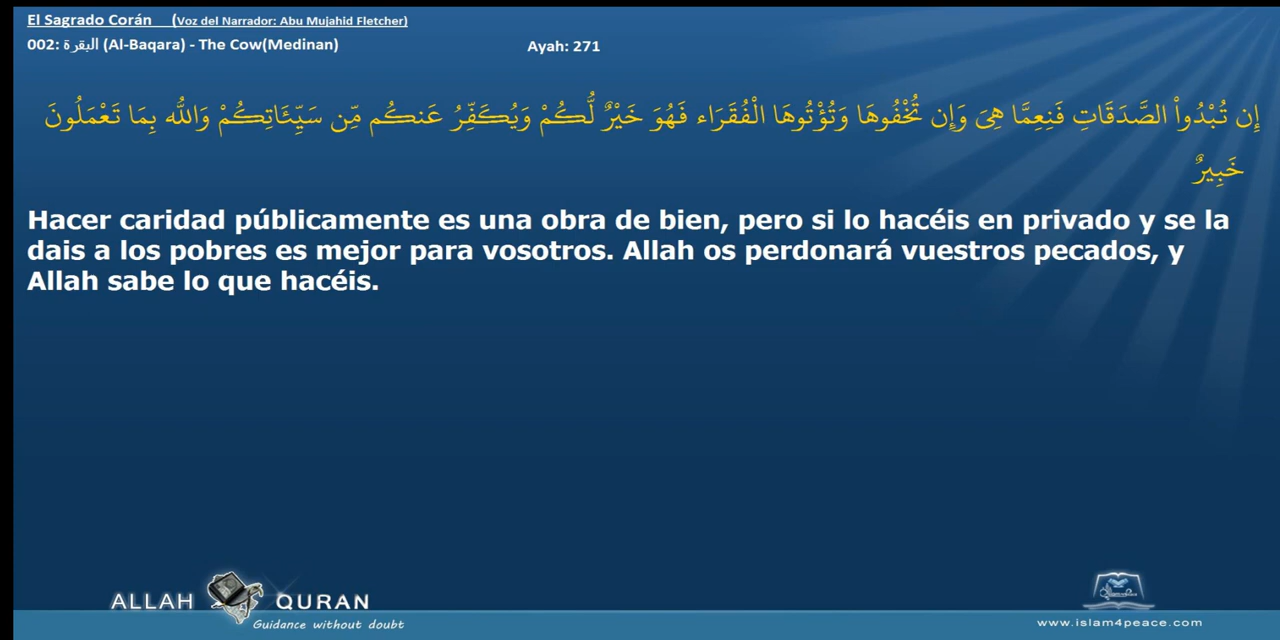 El Sagrado Corán (Voz del Narrador: Abu Mujahid Fletcher)
002: البقرة (Al-Baqara) - The Cow(Medinan) Ayah: 271
إِن تُبْدُواْ الصَّدَقَاتِ فَنِعِمَّا هِىَ وَإِن تُخْفُوهَا وَتُؤْتُوهَا الْفُقَرَاء فَهُوَ خَيْرٌ لُّكُمْ وَيُكَفِّرُ عَنكُم مِّن سَيِّئَاتِكُمْ وَاللّهُ بِمَا تَعْمَلُونَ
خَبِيرٌ
Hacer caridad públicamente es una obra de bien, pero si lo hacéis en privado y se la
dais a los pobres es mejor para vosotros. Allah os perdonará vuestros pecados, y
Allah sabe lo que hacéis.
ALLAH QURAN
Guidance without doubt
www.islam4peace.com